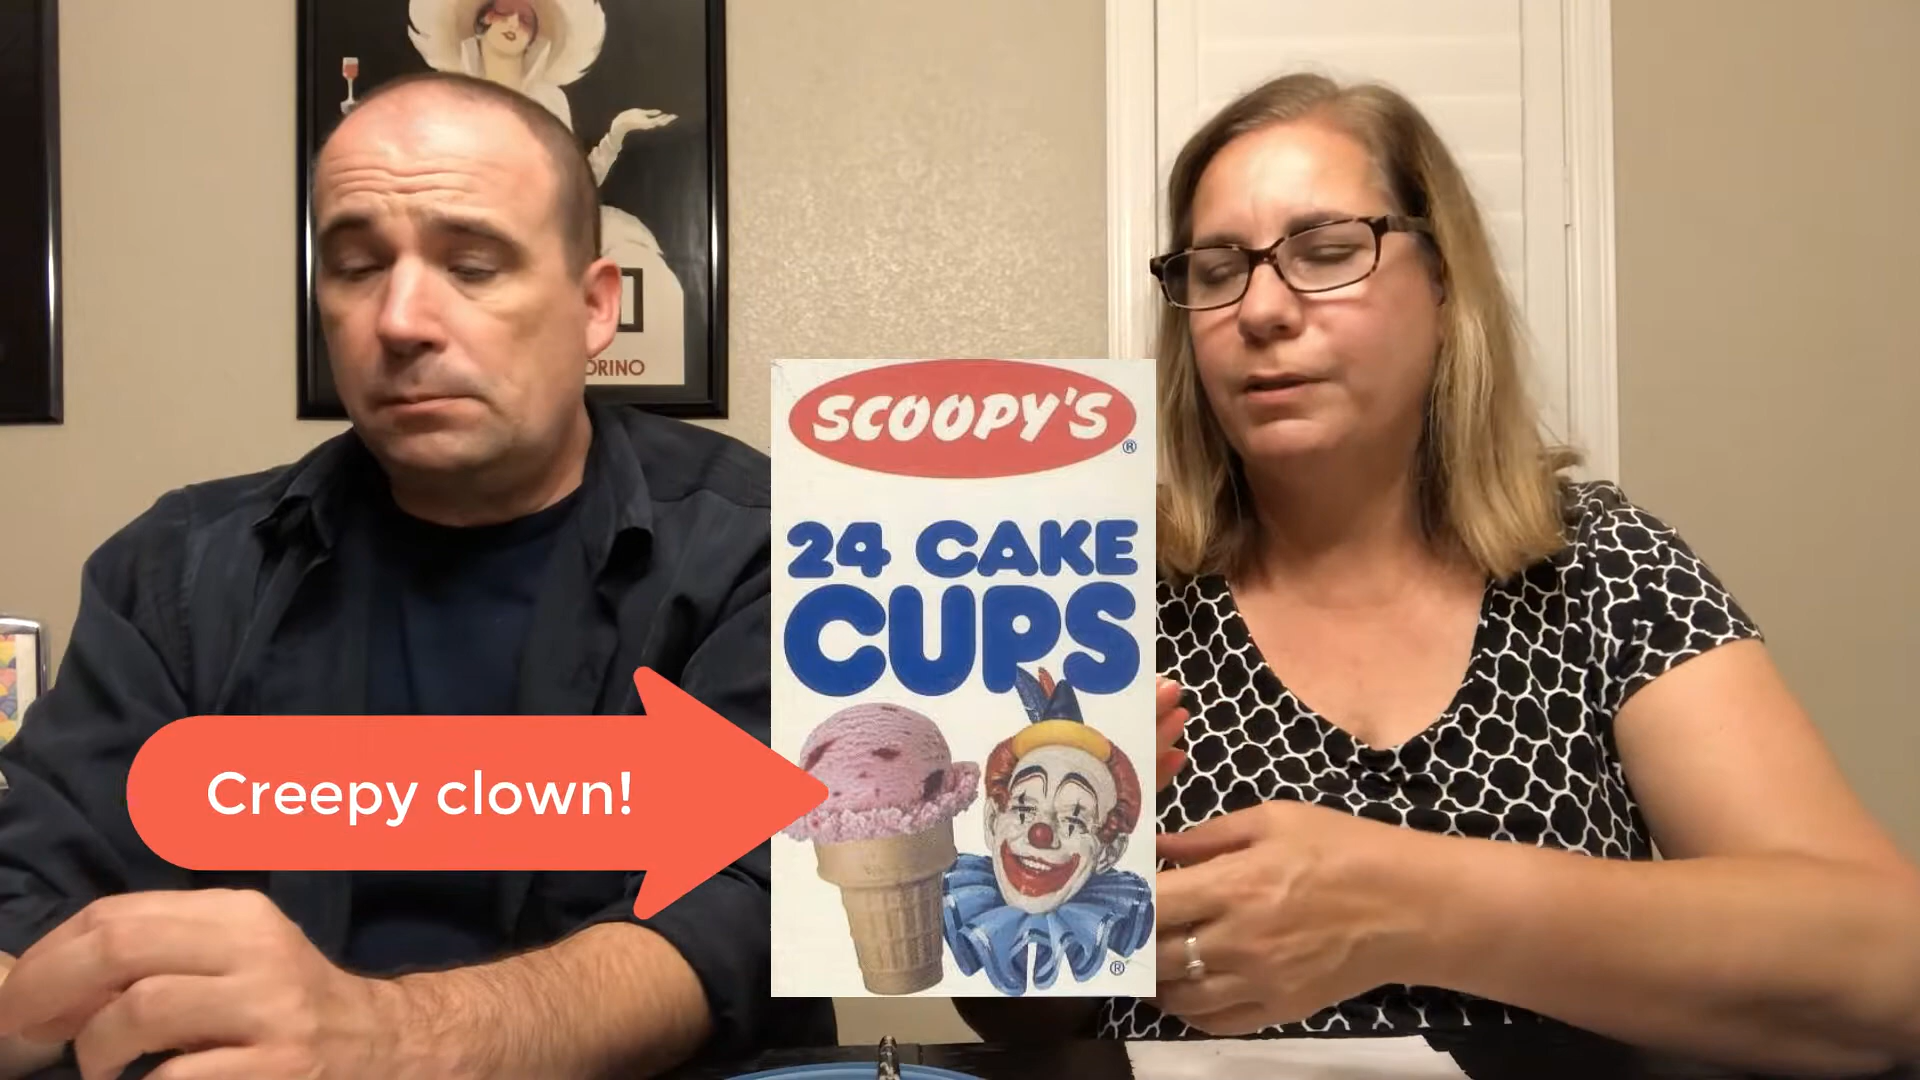 ORINO
SCOOPY'S
®
24 CAKE
CUPS
Creepy clown!
®